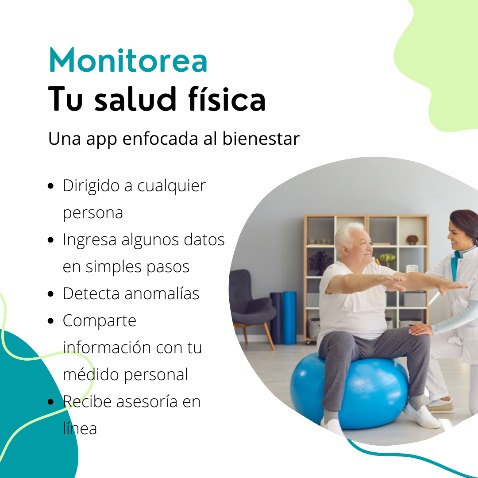 Monitorea
Tu salud física
Una app enfocada al bienestar
• Dirigido a cualquier
persona
• Ingresa algunos datos
en simples pasos
• Detecta anomalías
• Comparte
información con tu
médido personal
• Recibe asesoría en
línea